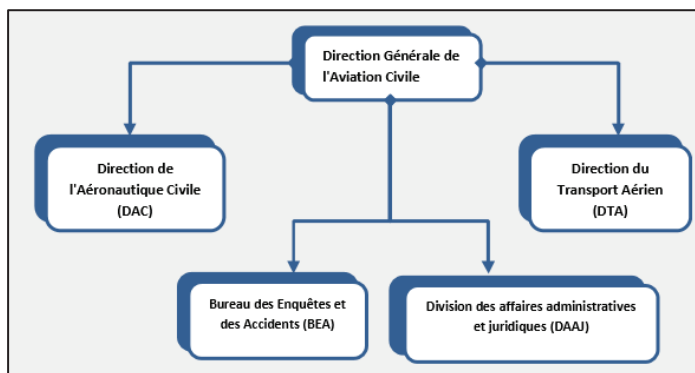 Direction Générale de
l'Aviation Civile
Direction de
l'Aéronautique Civile
(DAC)
Direction du
Transport Aérien
(DTA)
Bureau des Enquêtes et
des Accidents (BEA)
Division des affaires administratives
et juridiques (DAAJ)